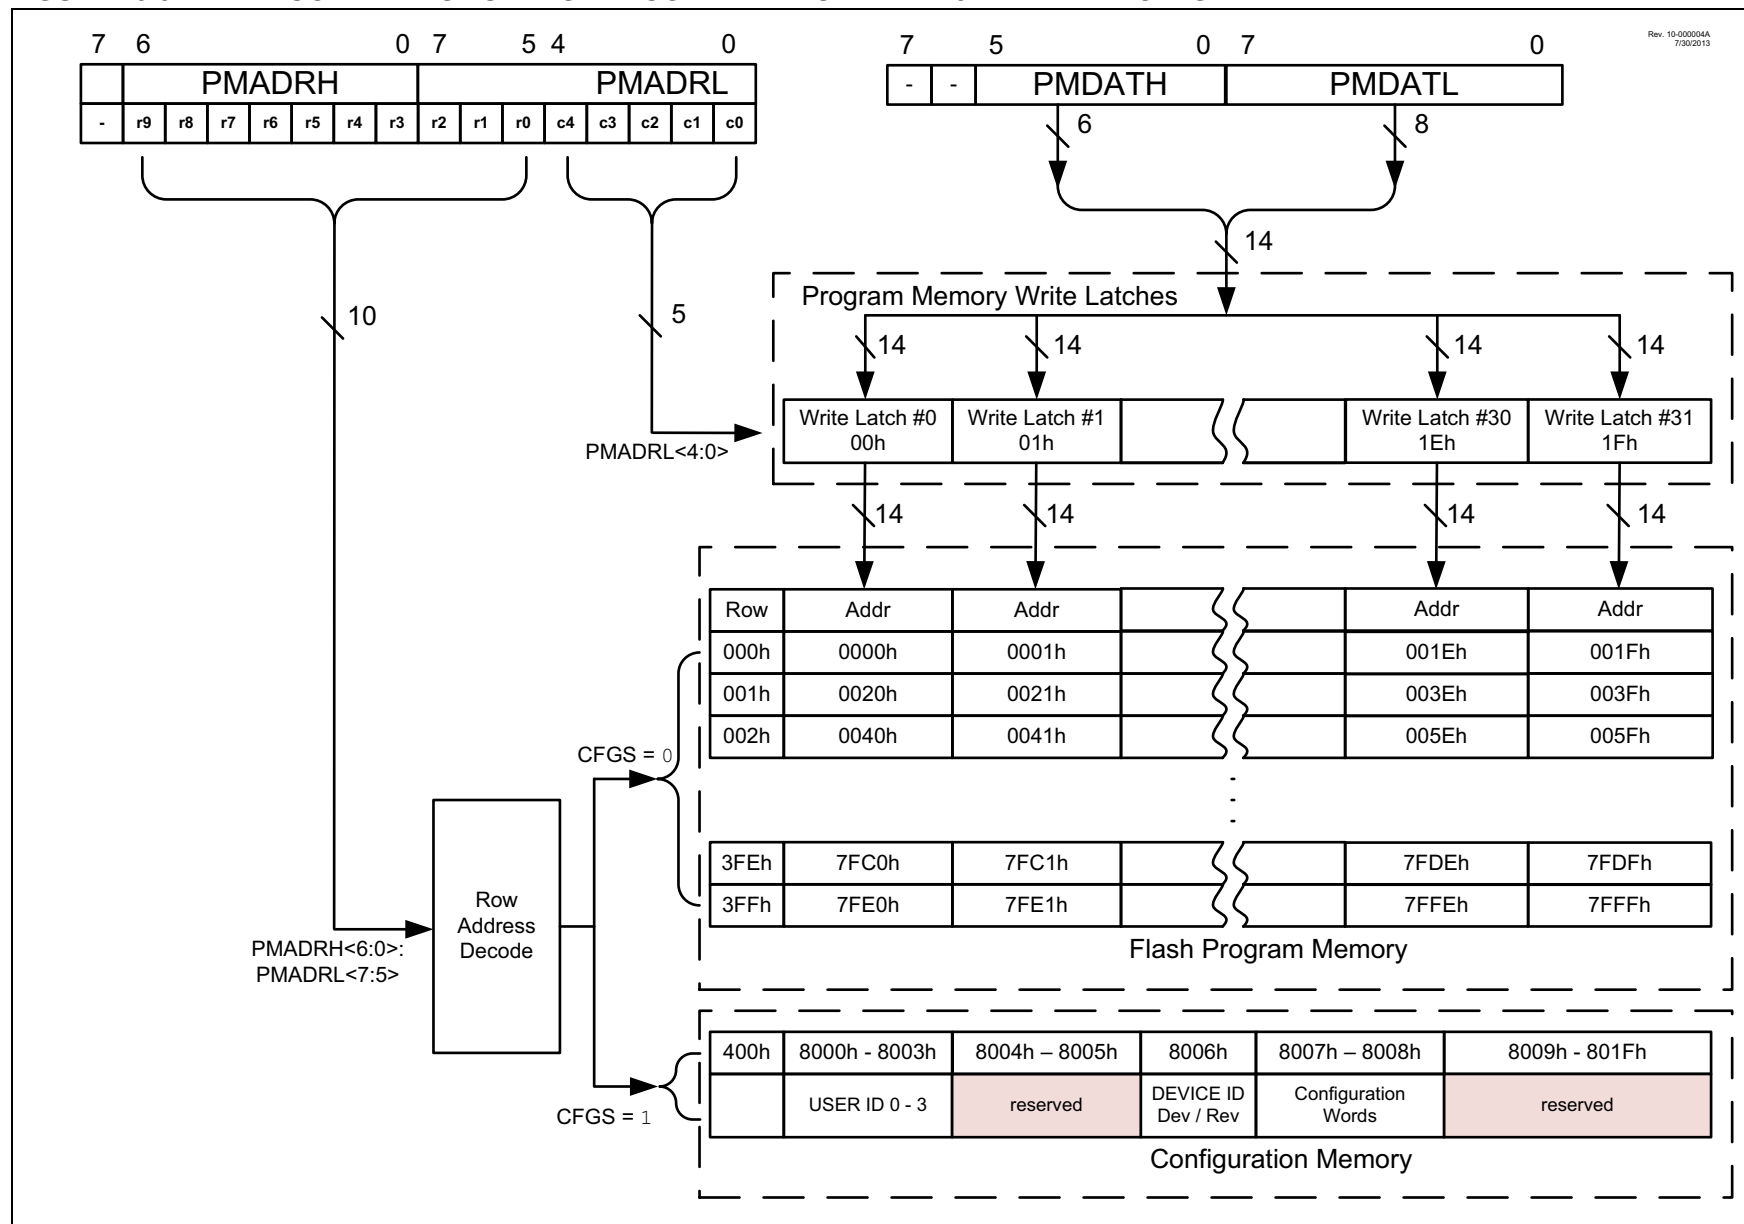 7 6 0 7 5 4 0
7 5 0 7 0
Rev. 10-000004A
7/30/2013
PMADRH PMADRL
- r9 r8 r7 r6 r5 r4 r3 r2 r1 r0 c4 c3 c2 c1 c0
- - PMDATH PMDATL
6 8
14
10
5
Program Memory Write Latches
14 14 14 14
PMADRL<4:0>
Write Latch #0 Write Latch #1 Write Latch #30 Write Latch #31
00h 01h 1Eh 1Fh
14 14 14 14
Row Addr Addr Addr Addr
000h 0000h 0001h 001Eh 001Fh
001h 0020h 0021h 003Eh 003Fh
002h 0040h 0041h 005Eh 005Fh
CFGS = 0
3FEh 7FC0h 7FC1h 7FDEh 7FDFh
3FFh 7FE0h 7FE1h 7FFEh 7FFFh
Flash Program Memory
Row
Address
Decode
PMADRH<6:0>:
PMADRL<7:5>
400h 8000h - 8003h 8004h – 8005h 8006h 8007h – 8008h 8009h - 801Fh
USER ID 0 - 3 reserved DEVICE ID Configuration reserved
Dev / Rev Words
CFGS = 1
Configuration Memory